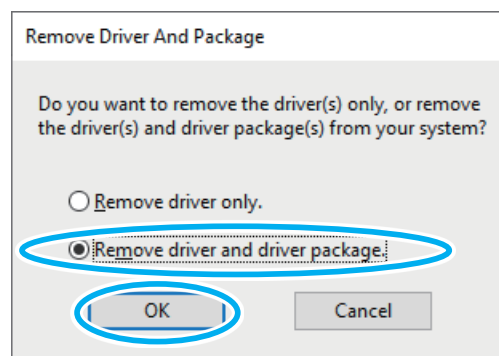 Remove Driver And Package
Do you want to remove the driver(s) only, or remove
the driver(s) and driver package(s) from your system?
Remove driver only.
Remove driver and driver package.
OK
Cancel